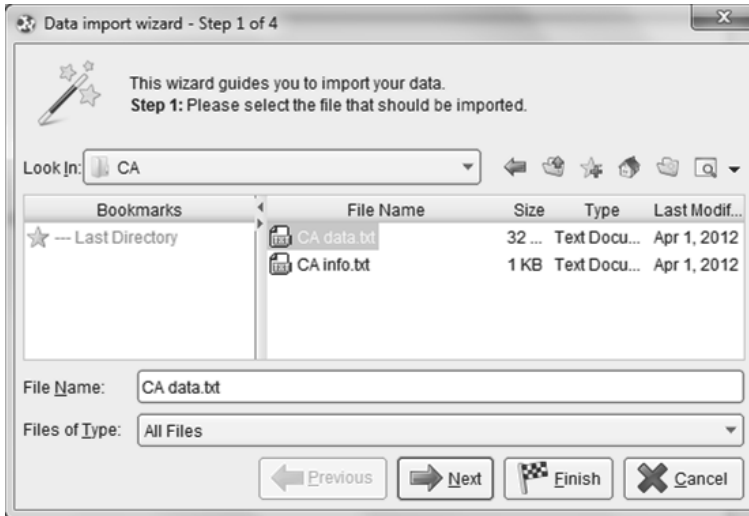 Data import wizard - Step 1 of 4
This wizard guides you to import your data.
Step 1: Please select the file that should be imported.
Look In: CA
Bookmarks File Name Size Type Last Modif...
--- Last Directory CA data.txt 32 ... Text Docu... Apr 1, 2012
CA info.txt 1 KB Text Docu... Apr 1, 2012
File Name: CA data.txt
Files of Type: All Files
Previous Next Finish Cancel